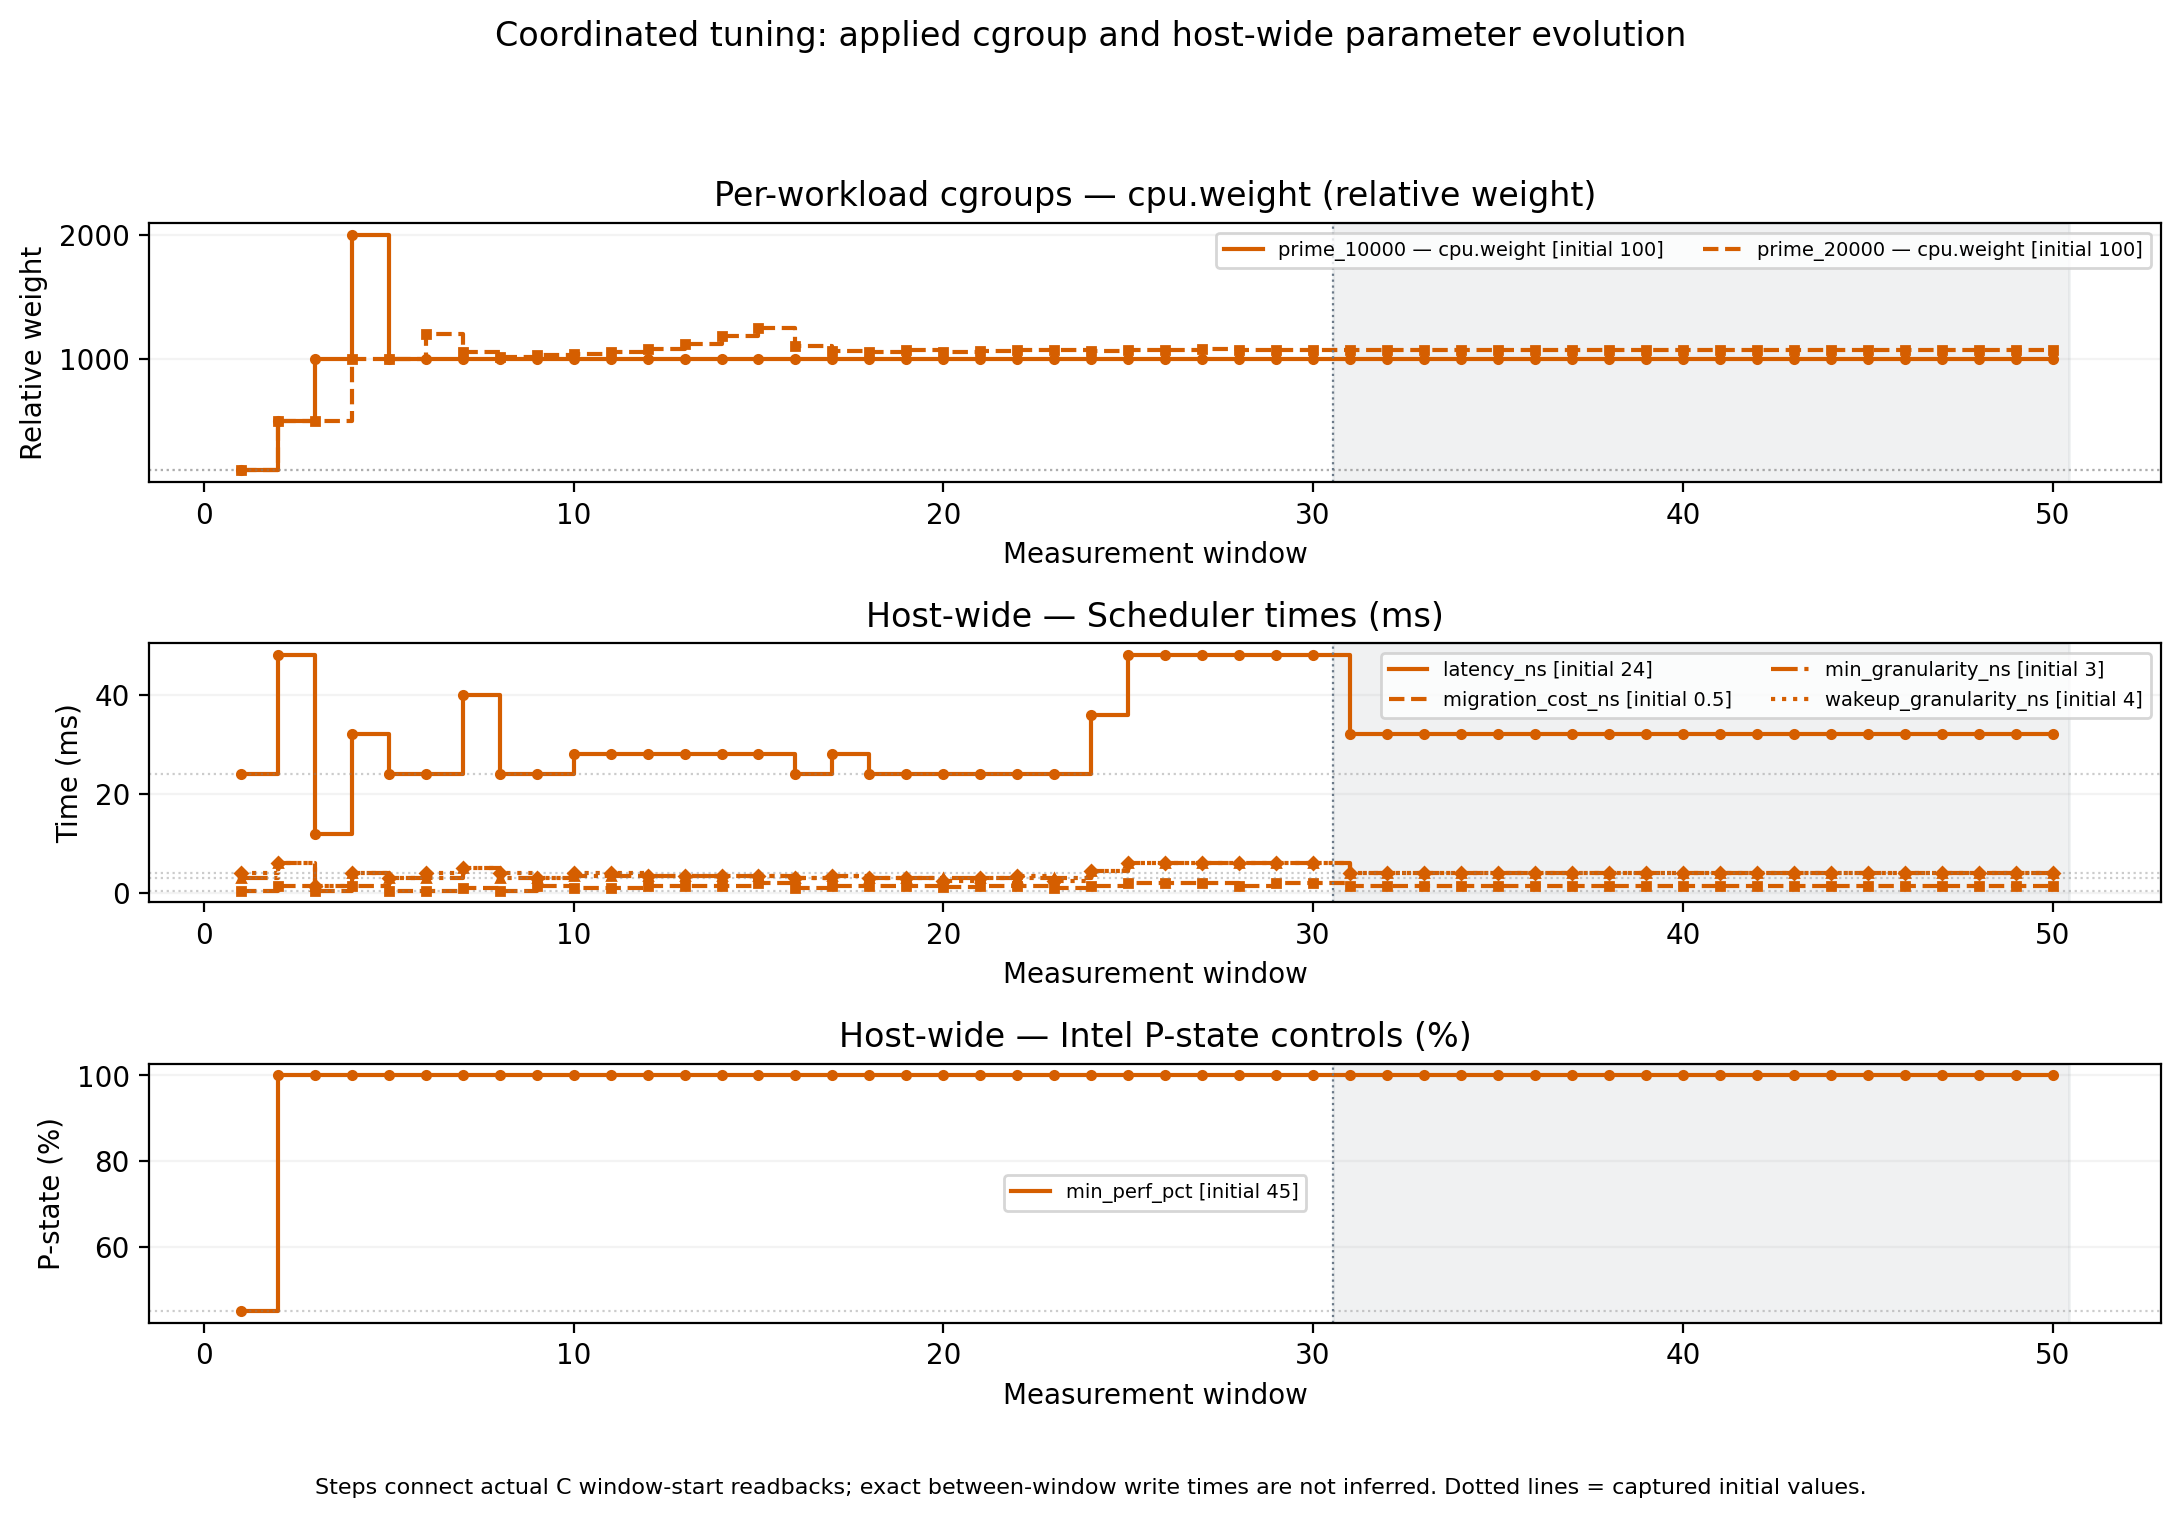 Coordinated tuning: applied cgroup and host-wide parameter evolution
Per-workload cgroups — cpu.weight (relative weight)
Relative weight
2000
1000
prime_10000 — cpu.weight [initial 100]
prime_20000 — cpu.weight [initial 100]
0 10 20 30 40 50
Measurement window
Host-wide — Scheduler times (ms)
Time (ms)
40
20
0
latency_ns [initial 24]
migration_cost_ns [initial 0.5]
min_granularity_ns [initial 3]
wakeup_granularity_ns [initial 4]
0 10 20 30 40 50
Measurement window
Host-wide — Intel P-state controls (%)
P-state (%)
100
80
60
min_perf_pct [initial 45]
0 10 20 30 40 50
Measurement window
Steps connect actual C window-start readbacks; exact between-window write times are not inferred. Dotted lines = captured initial values.